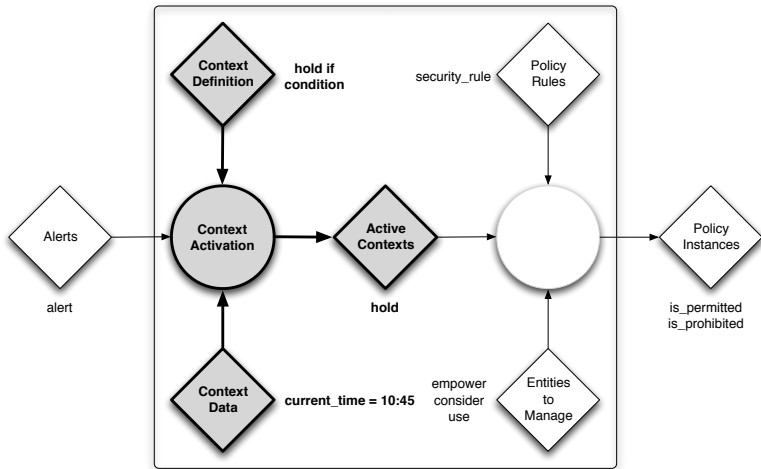 Context
Definition
hold if
condition
security_rule
Policy
Rules
Alerts
alert
Context
Activation
Active
Contexts
hold
Policy
Instances
is_permitted
is_prohibited
Context
Data
current_time = 10:45
empower
consider
use
Entities
to
Manage